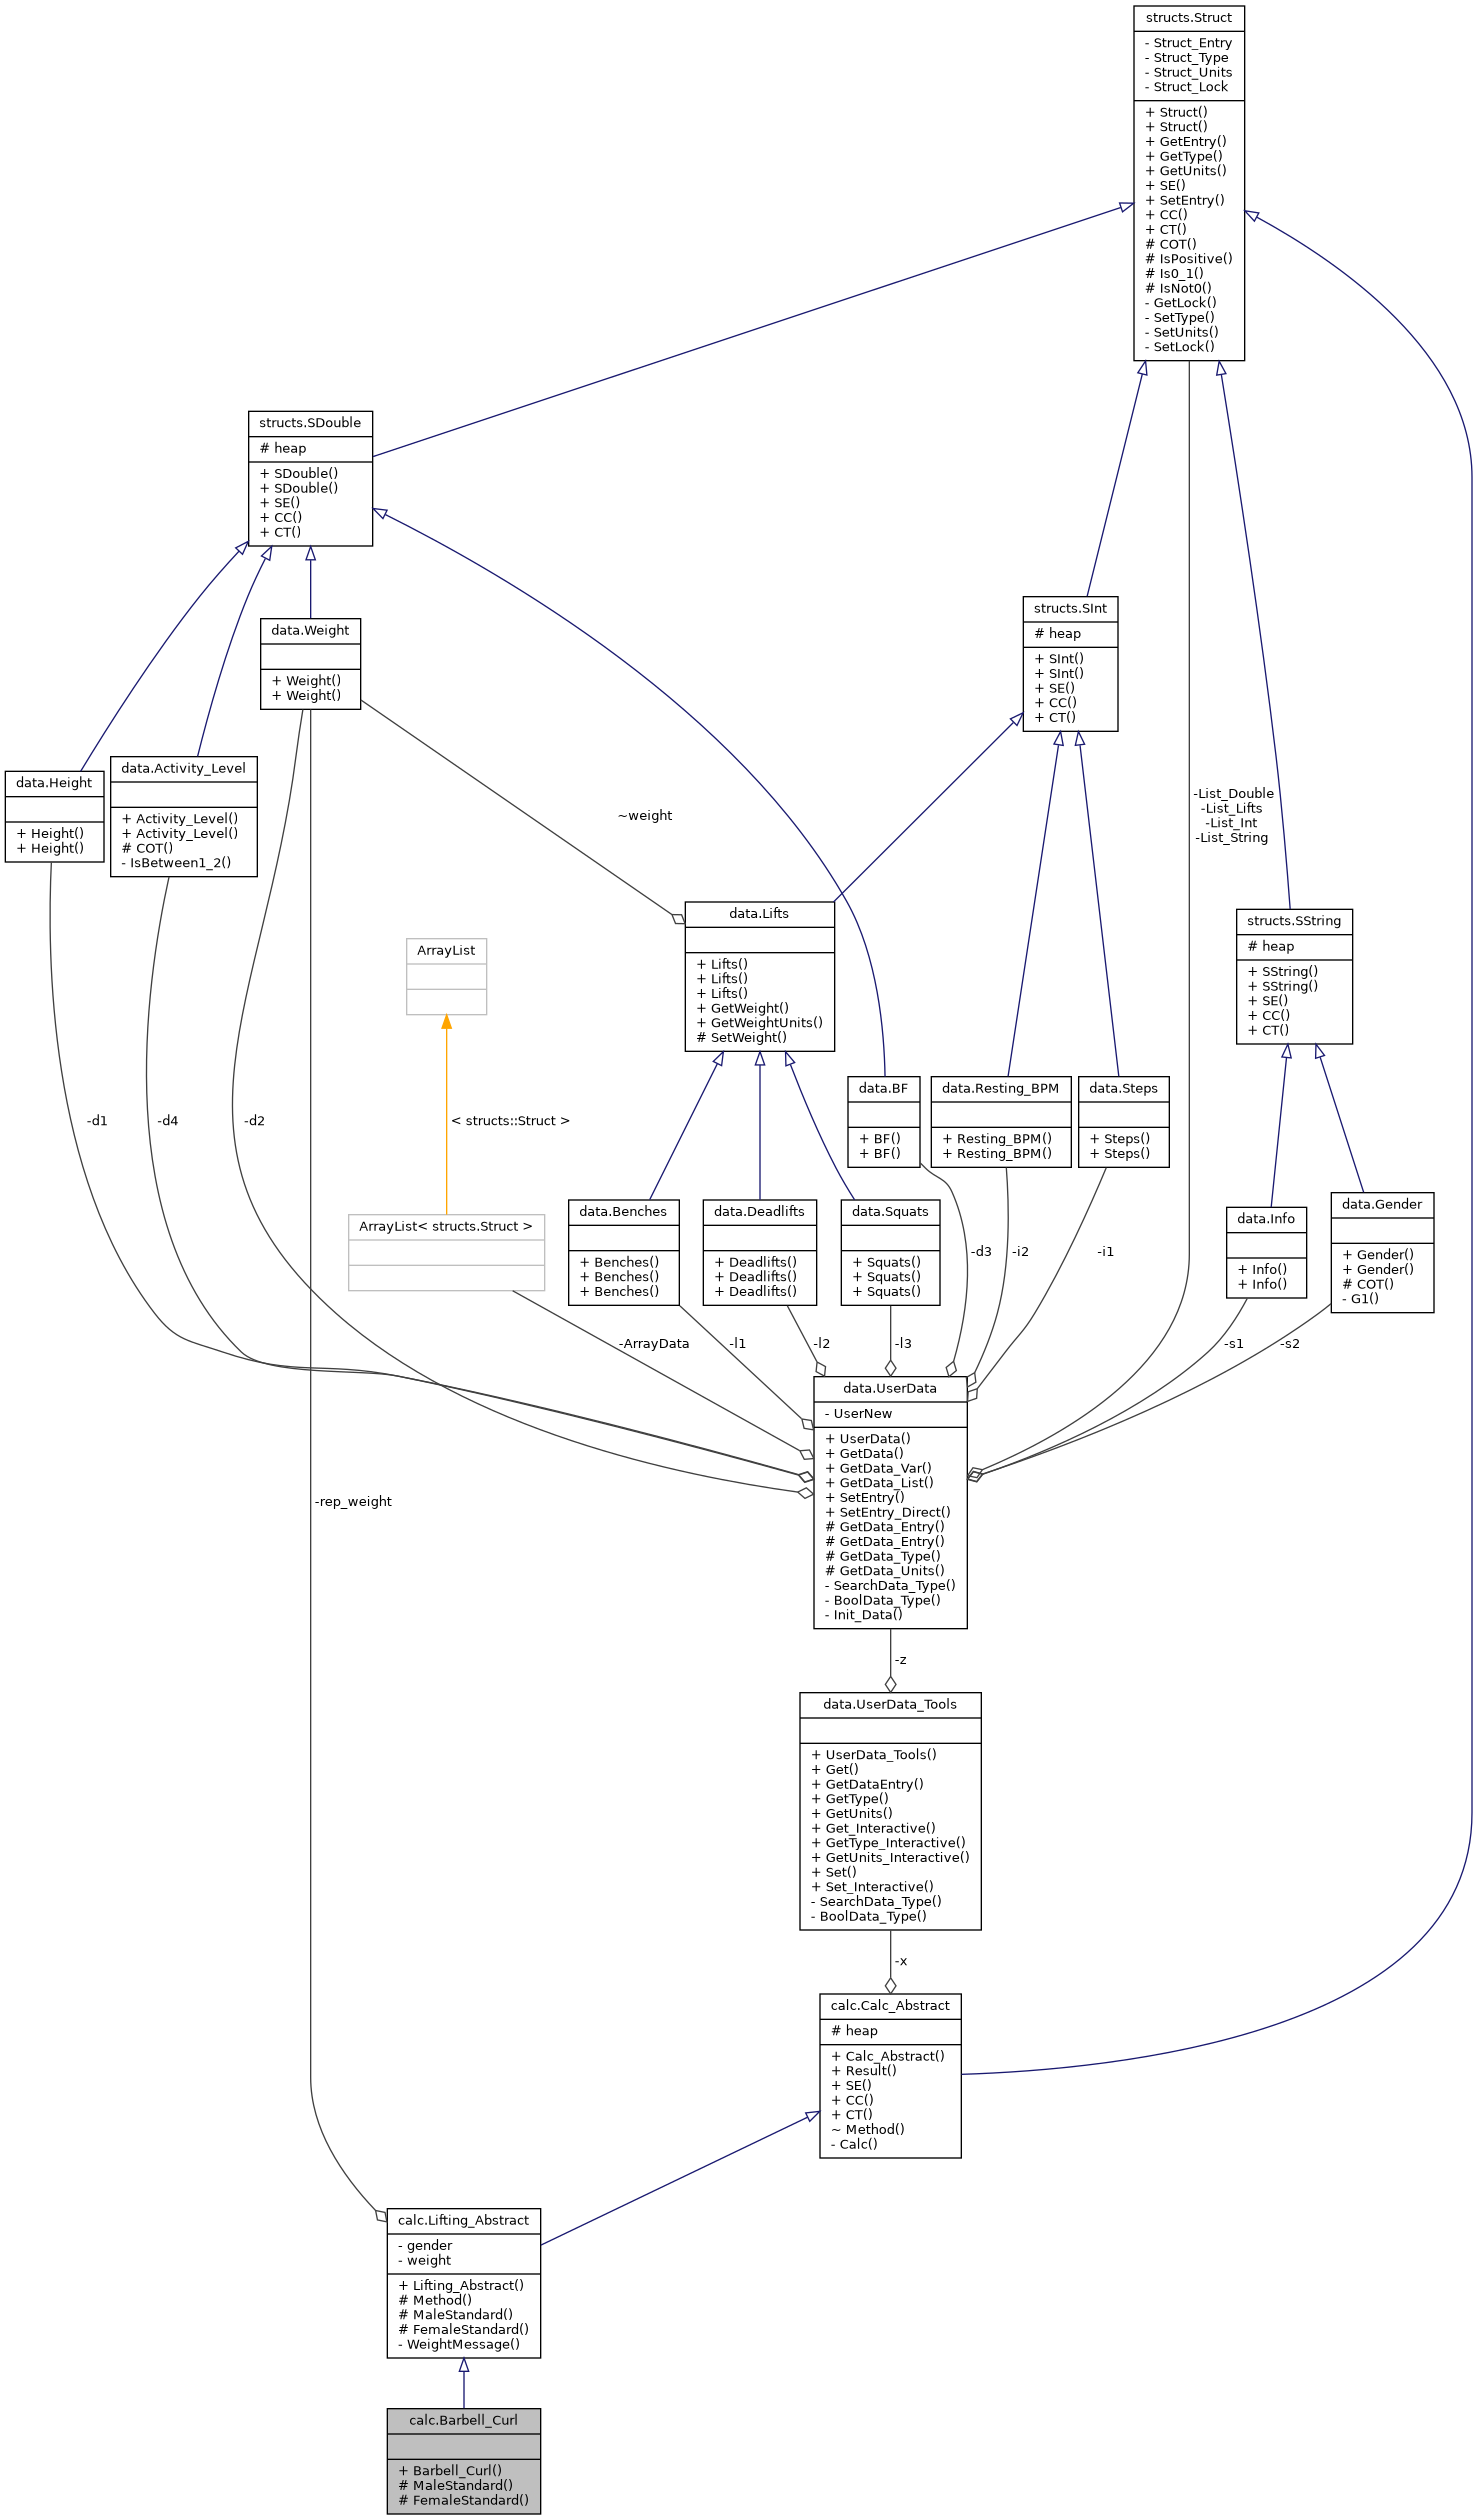 structs.Struct
- Struct_Entry
- Struct_Type
- Struct_Units
- Struct_Lock
+ Struct()
+ Struct()
+ GetEntry()
+ GetType()
+ GetUnits()
+ SE()
+ SetEntry()
+ CC()
+ CT()
# COT()
# IsPositive()
# Is0_1()
# IsNot0()
- GetLock()
- SetType()
- SetUnits()
- SetLock()
structs.SDouble
# heap
+ SDouble()
+ SDouble()
+ SE()
+ CC()
+ CT()
structs.SInt
# heap
+ SInt()
+ SInt()
+ SE()
+ CC()
+ CT()
data.Weight
+ Weight()
+ Weight()
data.Height
+ Height()
+ Height()
data.Activity_Level
+ Activity_Level()
+ Activity_Level()
# COT()
- IsBetween1_2()
~weight
-List_Double
-List_Lifts
-List_Int
-List_String
data.Lifts
+ Lifts()
+ Lifts()
+ Lifts()
+ GetWeight()
+ GetWeightUnits()
# SetWeight()
structs.SString
# heap
+ SString()
+ SString()
+ SE()
+ CC()
+ CT()
ArrayList
data.BF
+ BF()
+ BF()
data.Resting_BPM
+ Resting_BPM()
+ Resting_BPM()
data.Steps
+ Steps()
+ Steps()
-d1
-d4
-d2
< structs::Struct >
ArrayList< structs.Struct >
data.Benches
+ Benches()
+ Benches()
+ Benches()
data.Deadlifts
+ Deadlifts()
+ Deadlifts()
+ Deadlifts()
data.Squats
+ Squats()
+ Squats()
+ Squats()
-d3
-i2
-i1
data.Info
+ Info()
+ Info()
data.Gender
+ Gender()
+ Gender()
# COT()
- G1()
-ArrayData
-l1
-l2
-l3
-s1
-s2
data.UserData
- UserNew
+ UserData()
+ GetData()
+ GetData_Var()
+ GetData_List()
+ SetEntry()
+ SetEntry_Direct()
# GetData_Entry()
# GetData_Entry()
# GetData_Type()
# GetData_Units()
- SearchData_Type()
- BoolData_Type()
- Init_Data()
-rep_weight
-z
data.UserData_Tools
+ UserData_Tools()
+ Get()
+ GetDataEntry()
+ GetType()
+ GetUnits()
+ Get_Interactive()
+ GetType_Interactive()
+ GetUnits_Interactive()
+ Set()
+ Set_Interactive()
- SearchData_Type()
- BoolData_Type()
-x
calc.Calc_Abstract
# heap
+ Calc_Abstract()
+ Result()
+ SE()
+ CC()
+ CT()
~ Method()
- Calc()
calc.Lifting_Abstract
- gender
- weight
+ Lifting_Abstract()
# Method()
# MaleStandard()
# FemaleStandard()
- WeightMessage()
calc.Barbell_Curl
+ Barbell_Curl()
# MaleStandard()
# FemaleStandard()